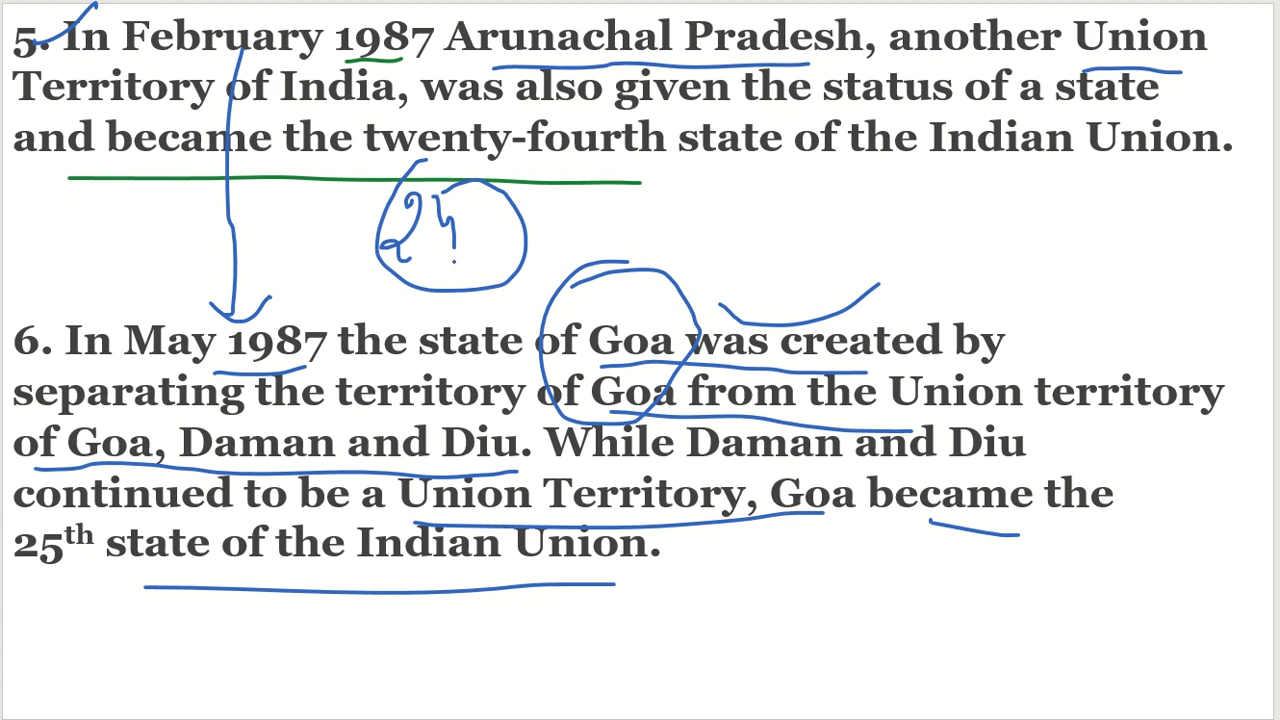 5. In February 1987 Arunachal Pradesh, another Union
Territory of India, was also given the status of a state
and became the twenty-fourth state of the Indian Union.
24
6. In May 1987 the state of Goa was created by
separating the territory of Goa from the Union territory
of Goa, Daman and Diu. While Daman and Diu
continued to be a Union Territory, Goa became the
25th state of the Indian Union.